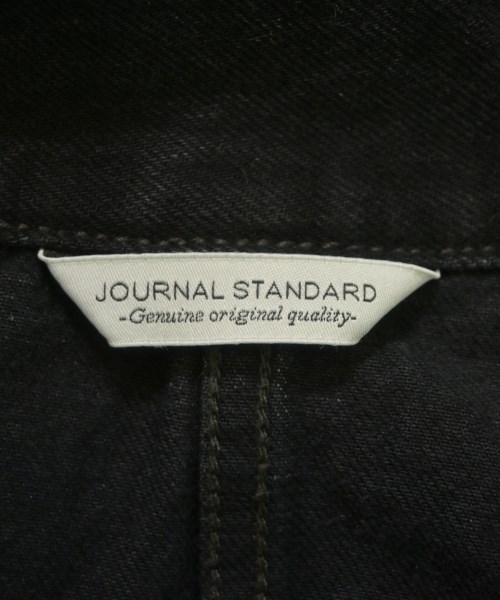 JOURNAL STANDARD
-Genuine original quality-